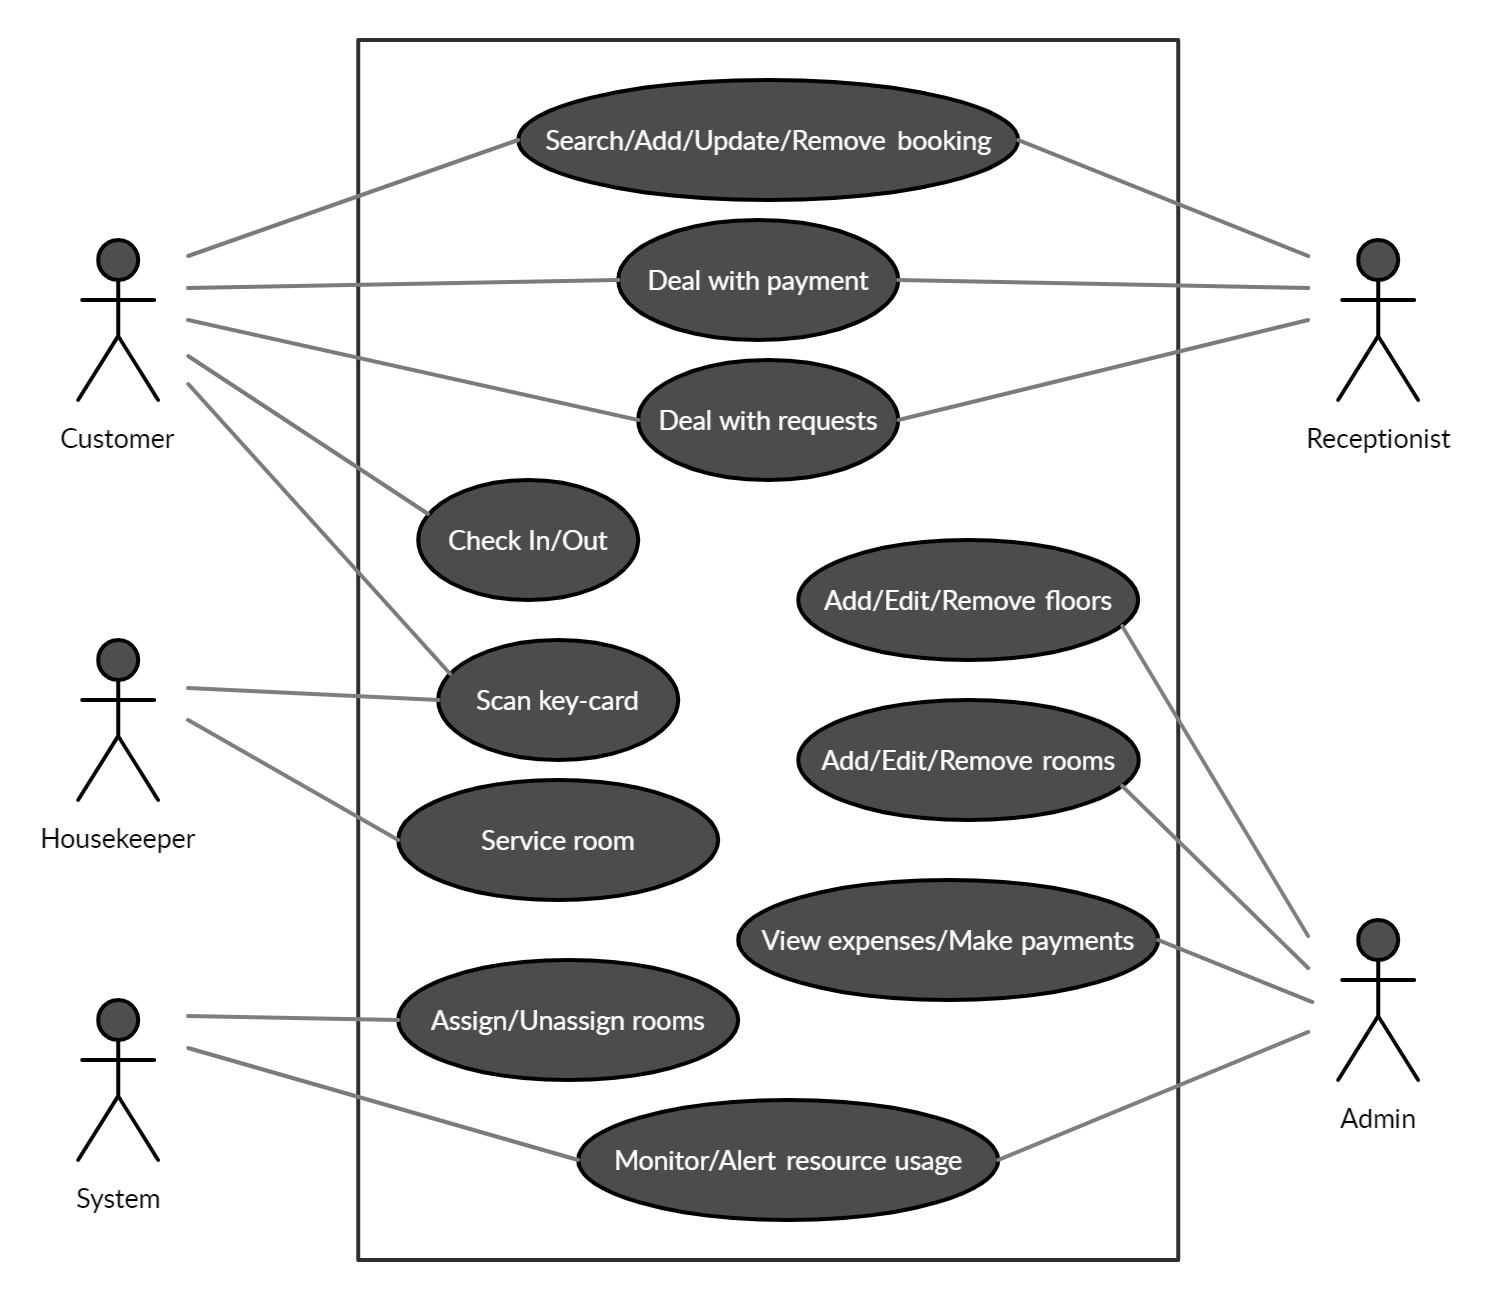 Search/Add/Update/Remove booking
Deal with payment
Customer
Deal with requests
Receptionist
Check In/Out
Add/Edit/Remove floors
Scan key-card
Add/Edit/Remove rooms
Housekeeper
Service room
View expenses/Make payments
Assign/Unassign rooms
Admin
Monitor/Alert resource usage
System